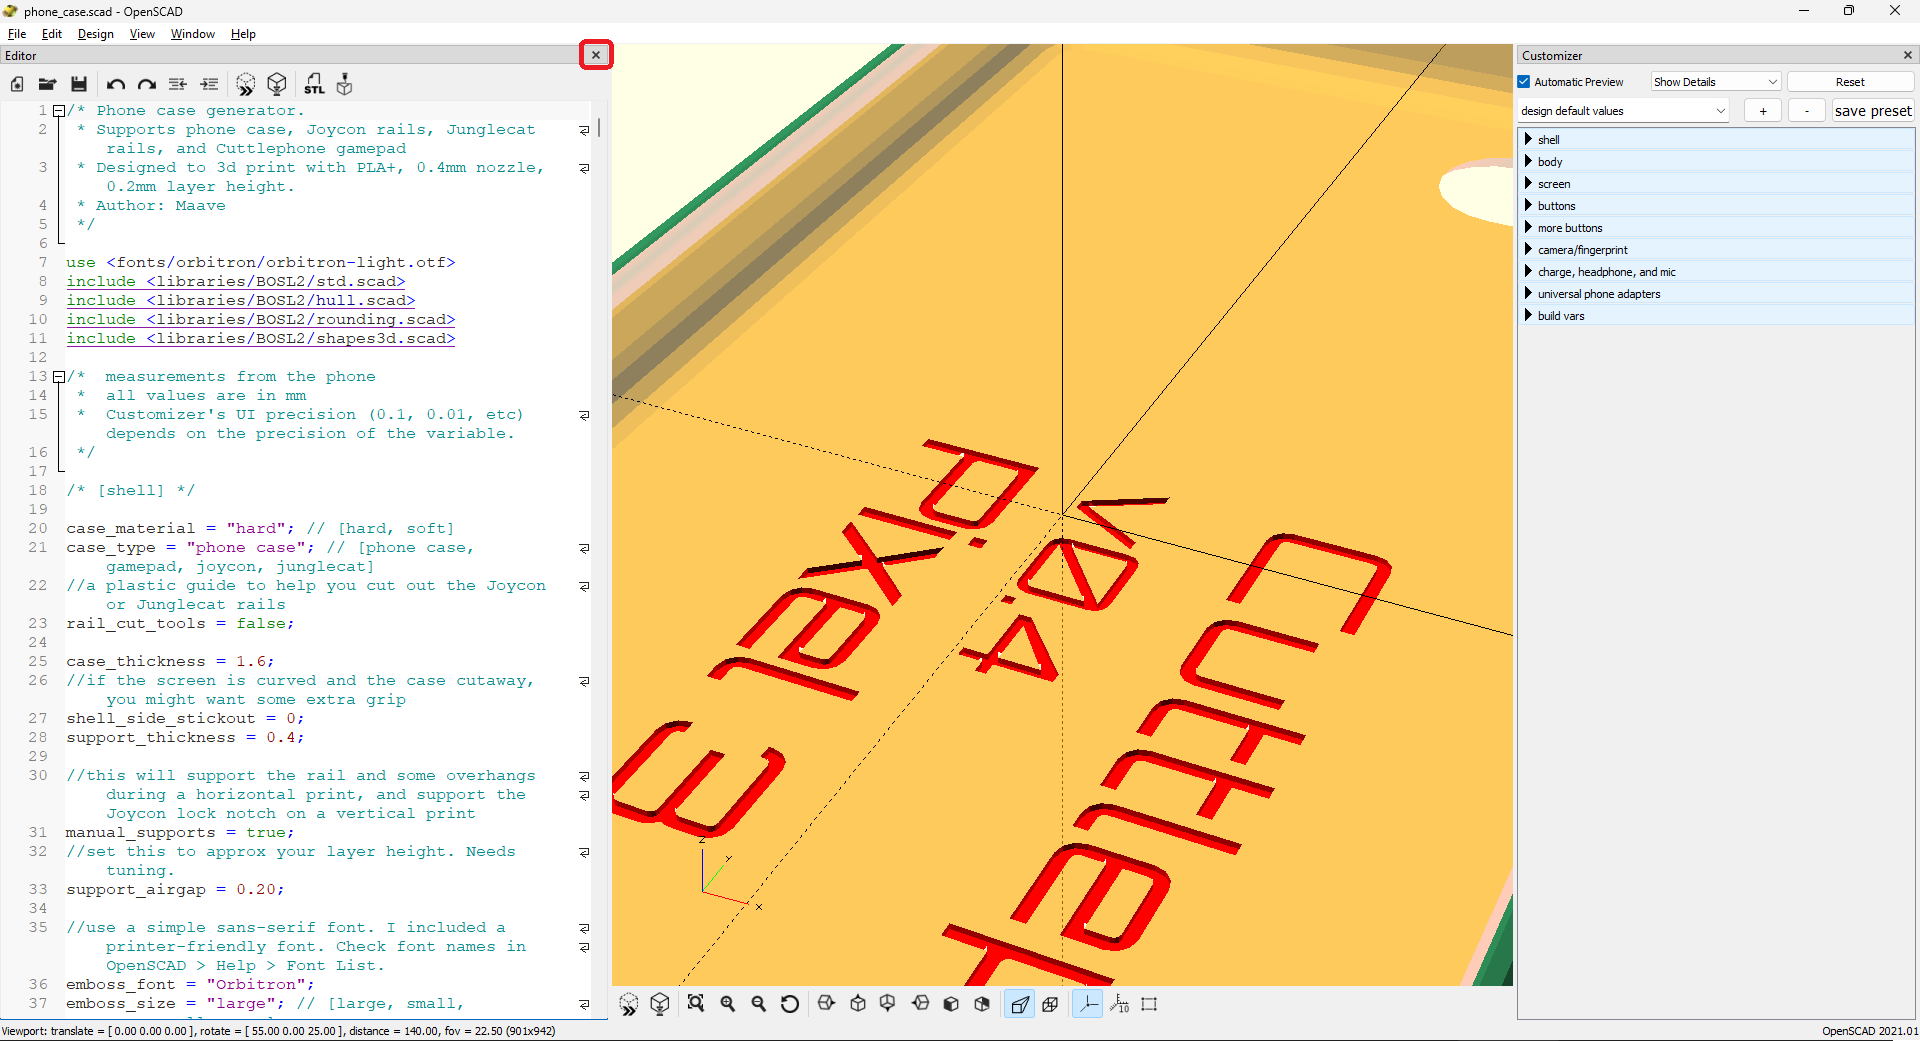 phone_case.scad - OpenSCAD
File Edit Design View Window Help
Editor
STL
1 /* Phone case generator.
2 * Supports phone case, Joycon rails, Junglecat
rails, and Cuttlephone gamepad
3 * Designed to 3d print with PLA+, 0.4mm nozzle,
0.2mm layer height.
4 * Author: Maave
5 */
6
7 use <fonts/orbitron/orbitron-light.otf>
8 include <libraries/BOSL2/std.scad>
9 include <libraries/BOSL2/hull.scad>
10 include <libraries/BOSL2/rounding.scad>
11 include <libraries/BOSL2/shapes3d.scad>
12
13 /* measurements from the phone
14 * all values are in mm
15 * Customizer's UI precision (0.1, 0.01, etc)
depends on the precision of the variable.
16 */
17
18 /* [shell] */
19
20 case_material = "hard"; // [hard, soft]
21 case_type = "phone case"; // [phone case,
gamepad, joycon, junglecat]
22 //a plastic guide to help you cut out the Joycon
or Junglecat rails
23 rail_cut_tools = false;
24
25 case_thickness = 1.6;
26 //if the screen is curved and the case cutaway,
you might want some extra grip
27 shell_side_stickout = 0;
28 support_thickness = 0.4;
29
30 //this will support the rail and some overhangs
during a horizontal print, and support the
Joycon lock notch on a vertical print
31 manual_supports = true;
32 //set this to approx your layer height. Needs
tuning.
33 support_airgap = 0.20;
34
35 //use a simple sans-serif font. I included a
printer-friendly font. Check font names in
OpenSCAD > Help > Font List.
36 emboss_font = "Orbitron";
37 emboss_size = "large"; // [large, small,
z
y
x
10
Customizer
Automatic Preview
Show Details
Reset
design default values
+
-
save preset
shell
body
screen
buttons
more buttons
camera/fingerprint
charge, headphone, and mic
universal phone adapters
build vars
Viewport: translate = [ 0.00 0.00 0.00 ], rotate = [ 55.00 0.00 25.00 ], distance = 140.00, fov = 22.50 (901x942)
OpenSCAD 2021.01